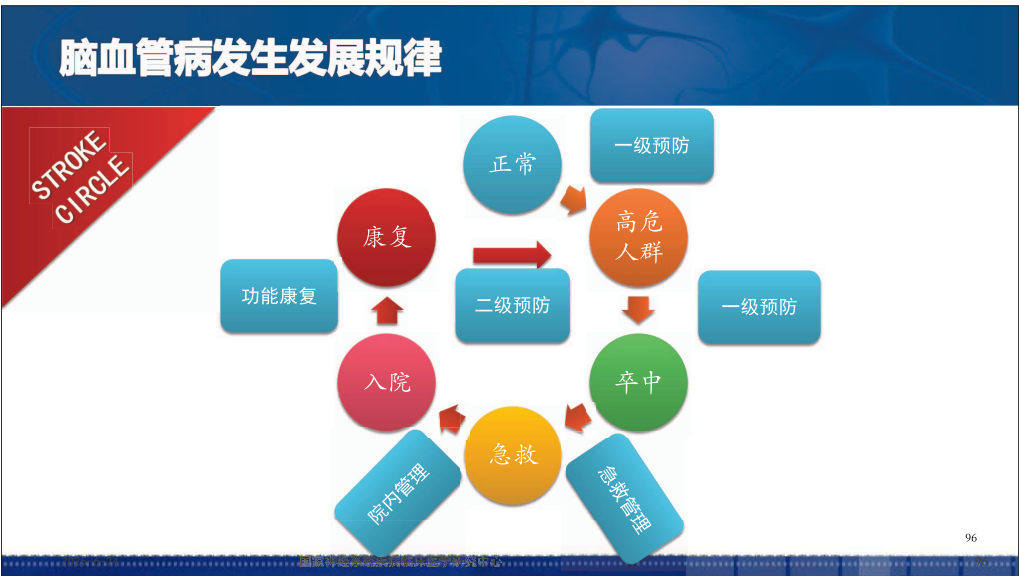 脑血管病发生发展规律
STROKE
CIRCLE
正常
一级预防
高危
人群
一级预防
卒中
急救管理
急救
院内管理
入院
功能康复
康复
二级预防
96